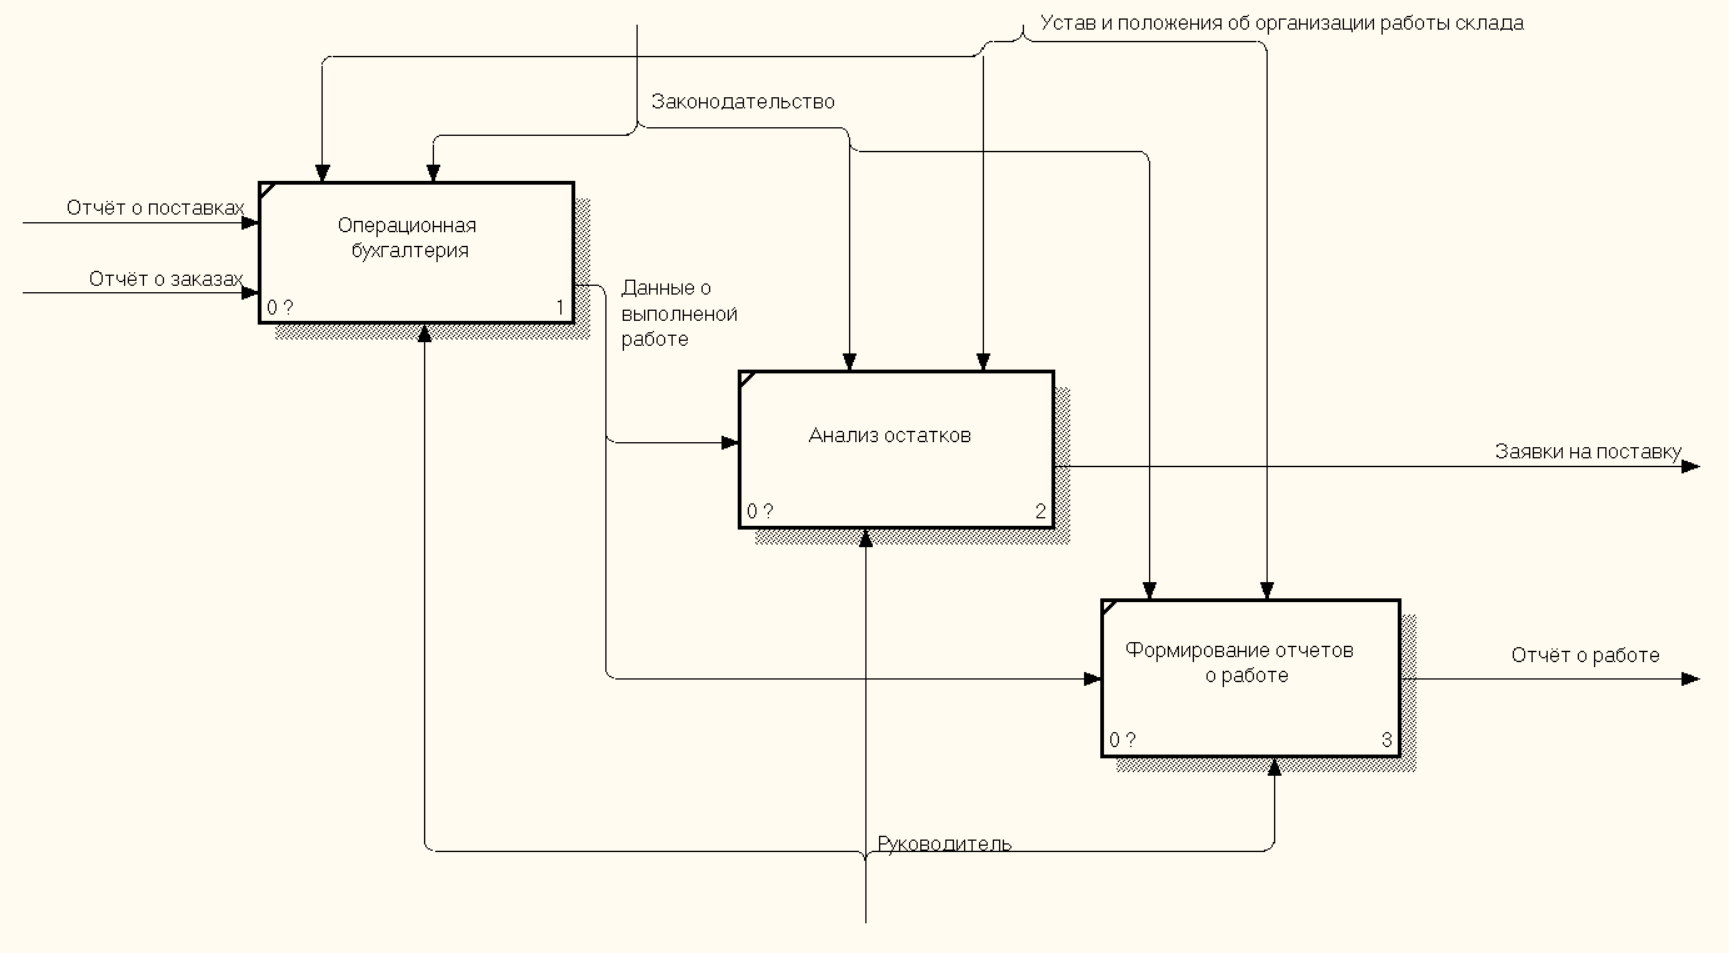 Устав и положения об организации работы склада
Законодательство
Отчёт о поставках
Операционная
бухгалтерия
Отчёт о заказах
0 ?
1
Данные о
выполненой
работе
Анализ остатков
Заявки на поставку
0 ?
2
Формирование отчетов
о работе
Отчёт о работе
0 ?
3
Руководитель